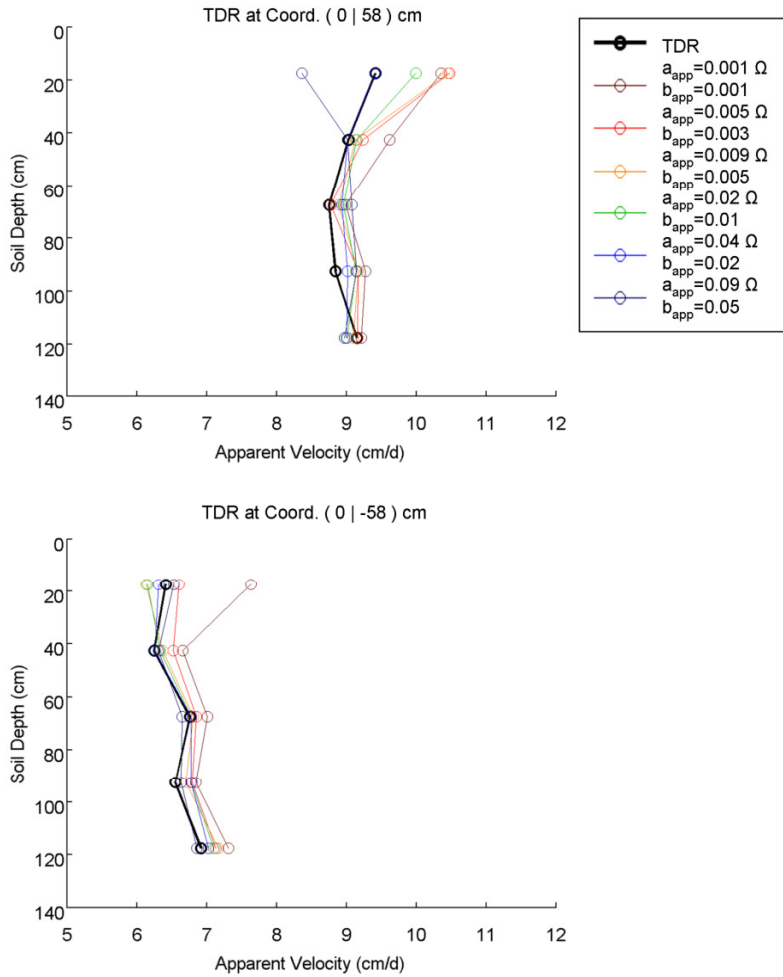 TDR at Coord. ( 0 | 58) cm
0
20
40
60
80
100
120
140
Soil Depth (cm)
5 6 7 8 9 10 11 12
Apparent Velocity (cm/d)
TDR
a_app=0.001 Ω
b_app=0.001
a_app=0.005 Ω
b_app=0.003
a_app=0.009 Ω
b_app=0.005
a_app=0.02 Ω
b_app=0.01
a_app=0.04 Ω
b_app=0.02
a_app=0.09 Ω
b_app=0.05
TDR at Coord. ( 0 | -58 ) cm
0
20
40
60
80
100
120
140
Soil Depth (cm)
5 6 7 8 9 10 11 12
Apparent Velocity (cm/d)